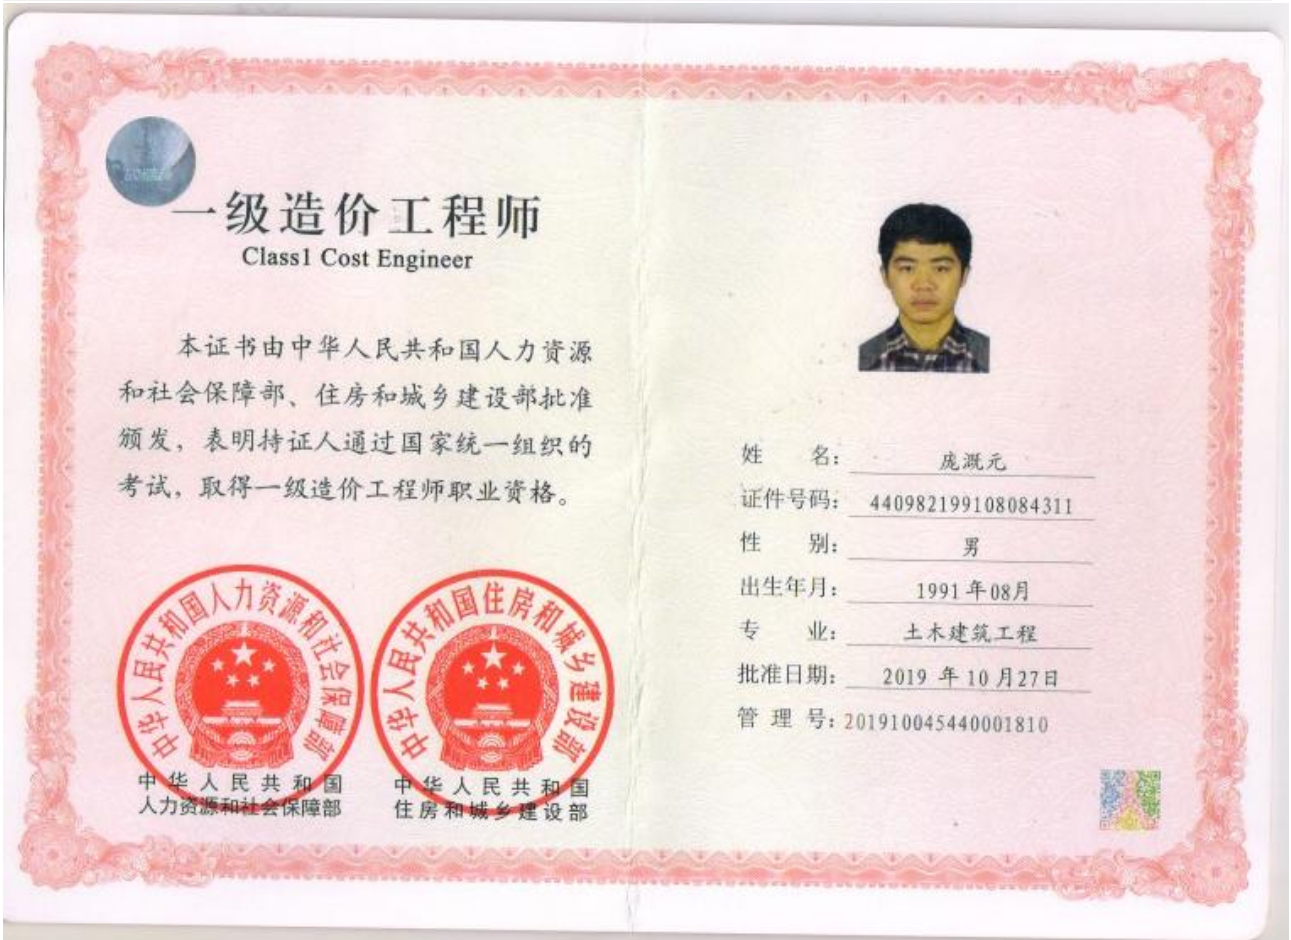 一级造价工程师
Class1 Cost Engineer
本证书由中华人民共和国人力资源
和社会保障部、住房和城乡建设部批准
颁发，表明持证人通过国家统一组织的
考试，取得一级造价工程师职业资格。
中华人民共和国人力资源和社会保障部
中华人民共和国住房和城乡建设部
中华人民共和国
人力资源和社会保障部
中华人民共和国
住房和城乡建设部
姓名：庞溉元
证件号码：440982199108084311
性别：男
出生年月：1991年08月
专业：土木建筑工程
批准日期：2019 年 10 月27日
管理号：201910045440001810